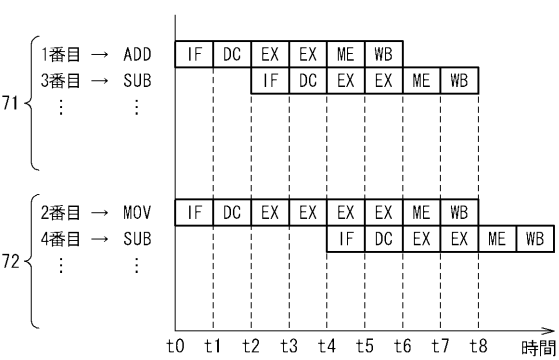 71
1番目 → ADD IF DC EX EX ME WB
3番目 → SUB IF DC EX EX ME WB
⋮ ⋮
72
2番目 → MOV IF DC EX EX EX EX ME WB
4番目 → SUB IF DC EX EX ME WB
⋮ ⋮
t0 t1 t2 t3 t4 t5 t6 t7 t8 時間